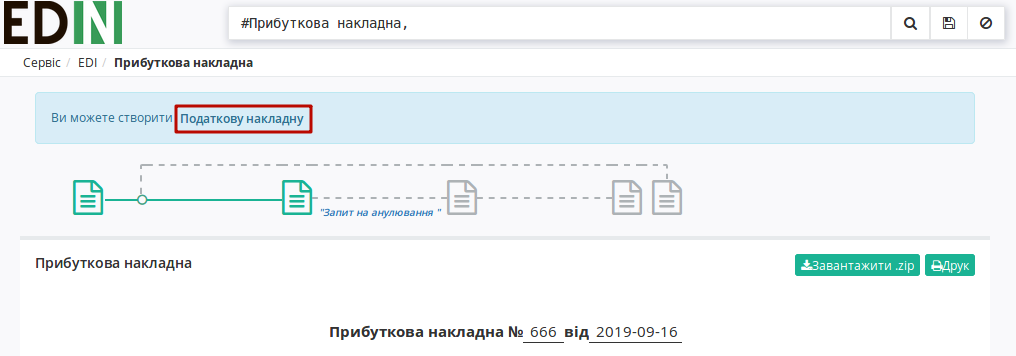 EDIN
#Прибуткова накладна,
Сервіс / EDI / Прибуткова накладна
Ви можете створити Податкову накладну
"Запит на анулювання "
Прибуткова накладна
Завантажити .zip Друк
Прибуткова накладна № 666 від 2019-09-16